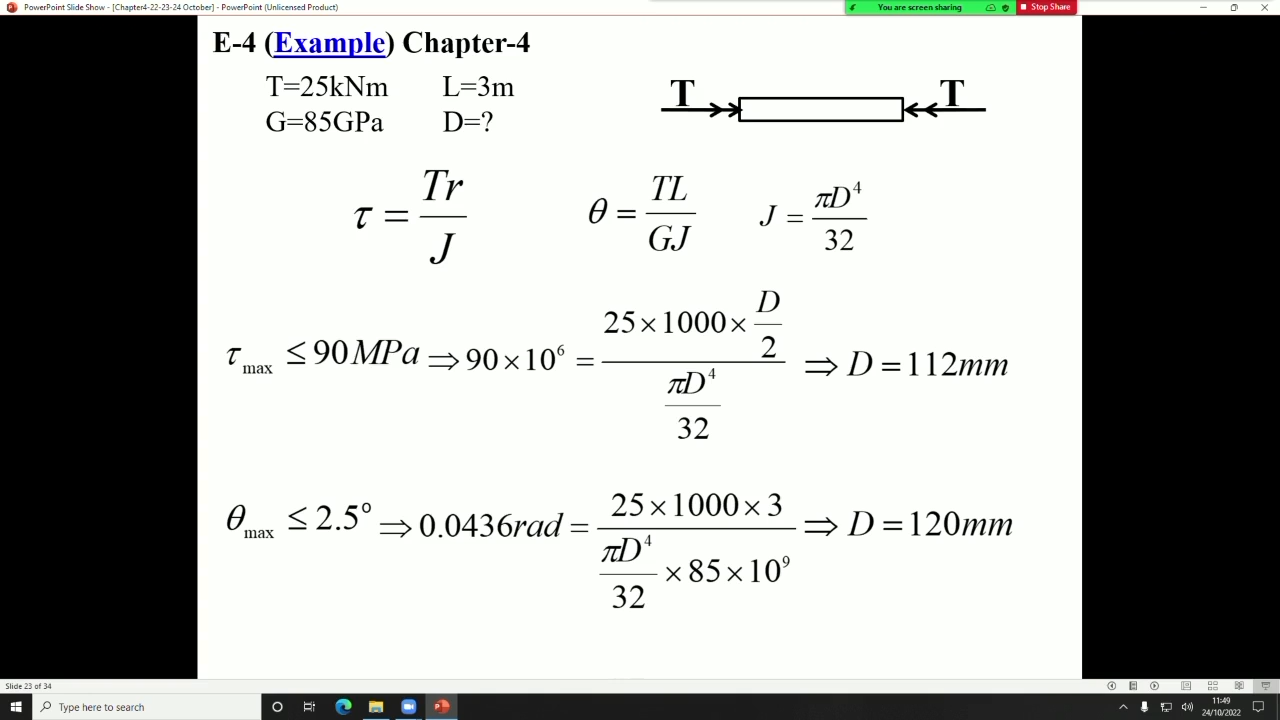 PowerPoint Slide Show - [Chapter4-22-23-24 October] - PowerPoint (Unlicensed Product)
You are screen sharing
Stop Share
E-4 (Example) Chapter-4
T=25kNm L=3m
G=85GPa D=?
T T
τ = Tr/J θ = TL/GJ J = πD⁴/32
τmax ≤ 90MPa ⇒ 90×10⁶ = (25×1000×D/2)/(πD⁴/32) ⇒ D = 112mm
θmax ≤ 2.5° ⇒ 0.0436rad = (25×1000×3)/(πD⁴/32 ×85×10⁹) ⇒ D = 120mm
Slide 23 of 34
Type here to search
11:49
24/10/2022